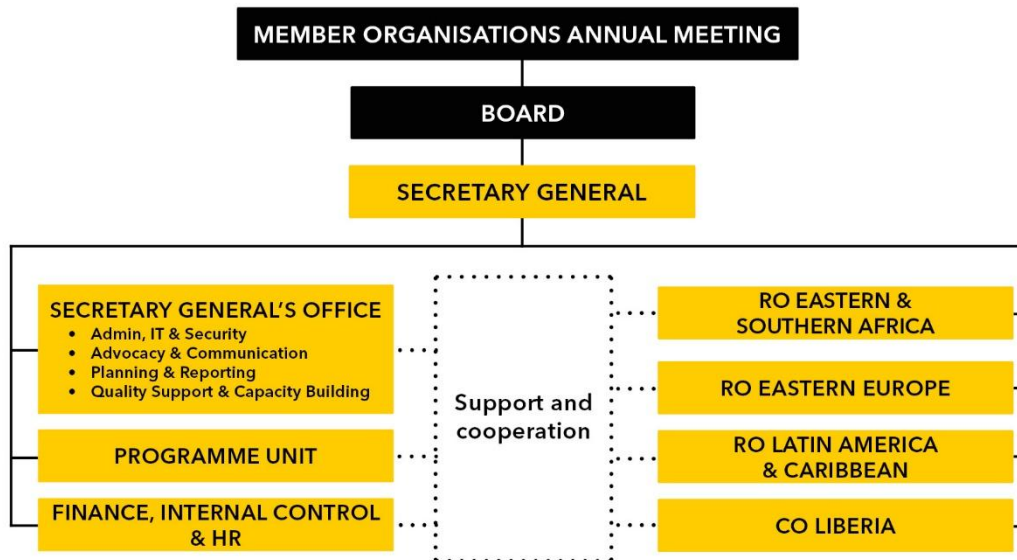 MEMBER ORGANISATIONS ANNUAL MEETING
BOARD
SECRETARY GENERAL
SECRETARY GENERAL'S OFFICE
• Admin, IT & Security
• Advocacy & Communication
• Planning & Reporting
• Quality Support & Capacity Building
PROGRAMME UNIT
FINANCE, INTERNAL CONTROL
& HR
Support and
cooperation
RO EASTERN &
SOUTHERN AFRICA
RO EASTERN EUROPE
RO LATIN AMERICA
& CARIBBEAN
CO LIBERIA